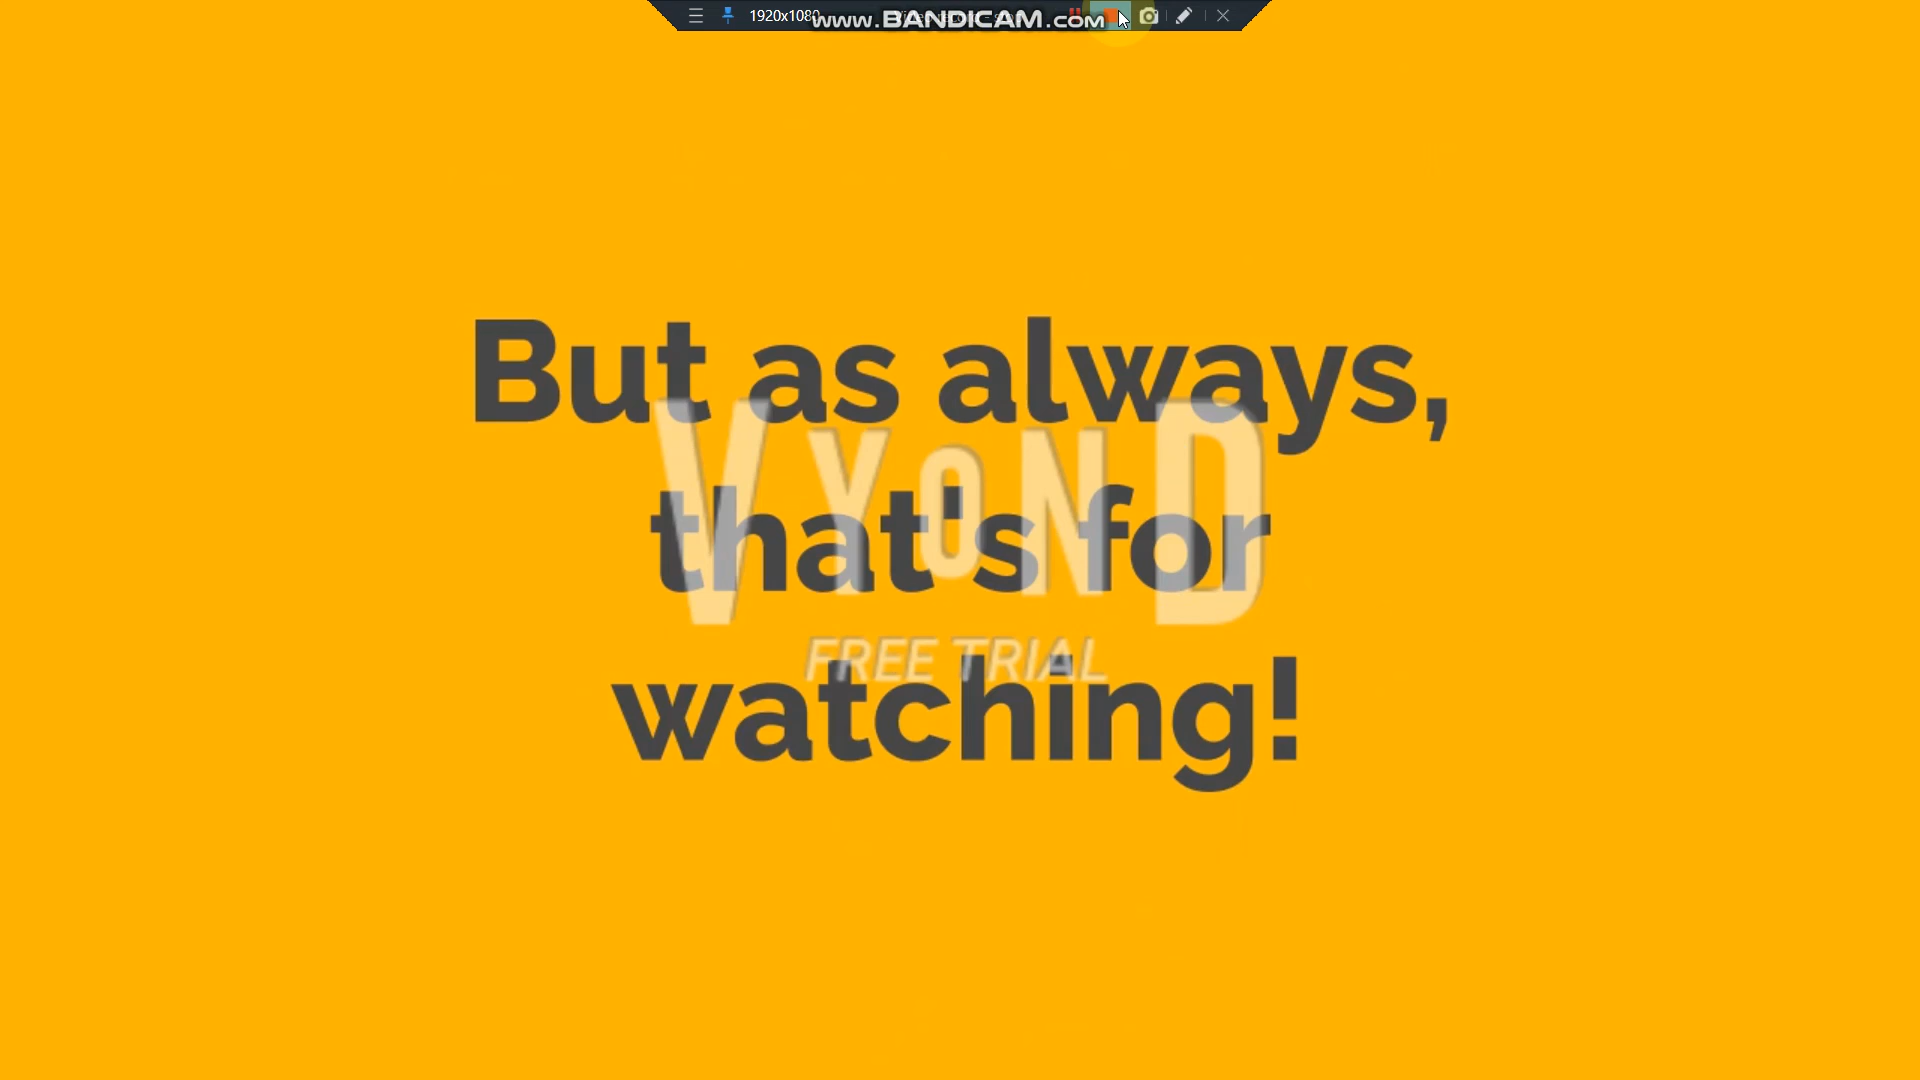 1920x1080
www.BANDICAM.com
But as always,
that's for
watching!
VYOND
FREE TRIAL